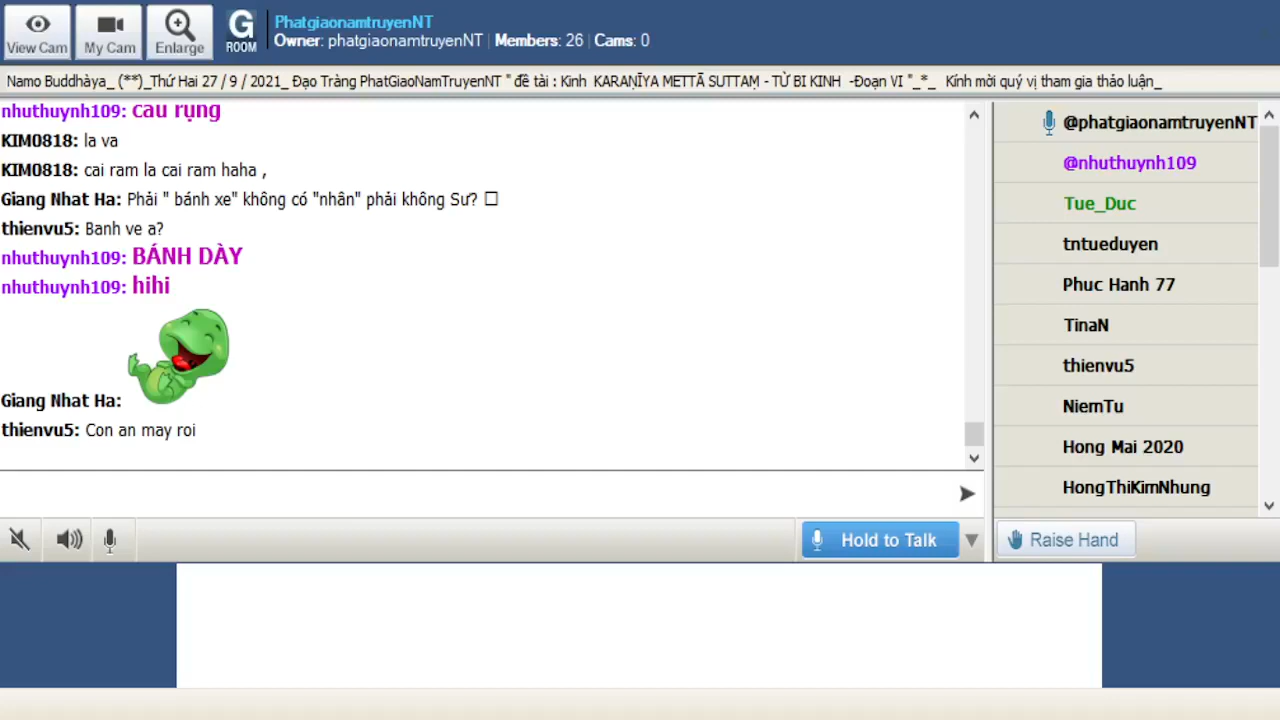 View Cam
My Cam
Enlarge
G
ROOM
PhatgiaonamtruyenNT
Owner: phatgiaonamtruyenNT | Members: 26 | Cams: 0
Namo Buddhàya_ (**)_Thứ Hai 27 / 9 / 2021_ Đạo Tràng PhatGiaoNamTruyenNT " đề tài : Kinh KARAṆĪYA METTĀ SUTTAṂ - TỪ BI KINH -Đoạn VI "_*_ Kính mời quý vị tham gia thảo luận_
nhuthuynh109: cau rụng
KIM0818: la va
KIM0818: cai ram la cai ram haha ,
Giang Nhat Ha: Phải " bánh xe" không có "nhân" phải không Sư? □
thienvu5: Banh ve a?
nhuthuynh109: BÁNH DÀY
nhuthuynh109: hihi
Giang Nhat Ha:
thienvu5: Con an may roi
@phatgiaonamtruyenNT
@nhuthuynh109
Tue_Duc
tntueduyen
Phuc Hanh 77
TinaN
thienvu5
NiemTu
Hong Mai 2020
HongThiKimNhung
Hold to Talk
Raise Hand